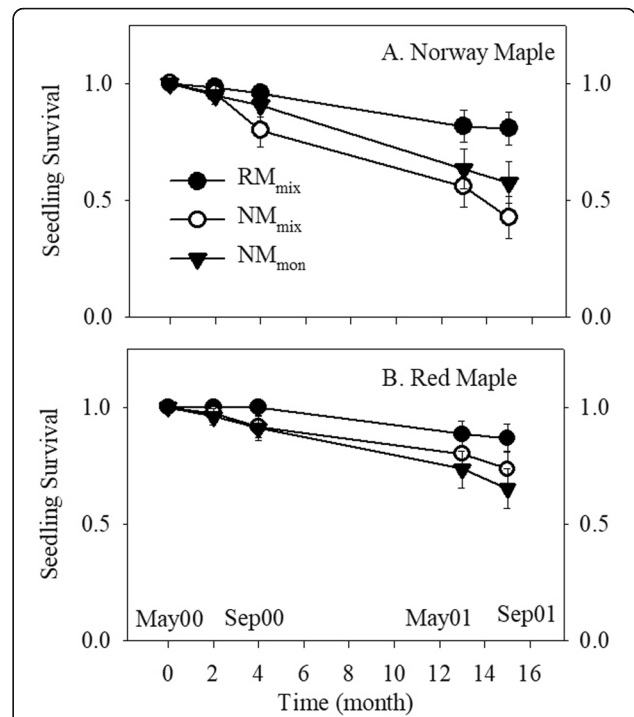 A. Norway Maple
Seedling Survival
1.0 1.0
0.5 0.5
0.0 0.0
RMmix
NMmix
NMmon
B. Red Maple
Seedling Survival
1.0 1.0
0.5 0.5
0.0 0.0
May00 Sep00 May01 Sep01
0 2 4 6 8 10 12 14 16
Time (month)